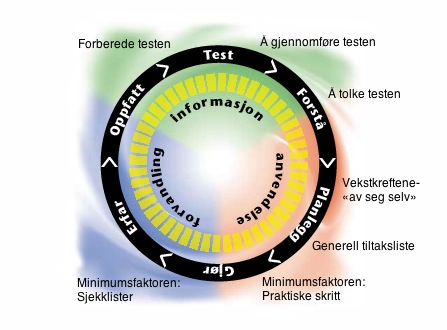 Forberede testen
Å gjennomføre testen
Test
Oppfatt
Forstå
informasjon
Å tolke testen
forvandling
anvendelse
Vekstkreftene-
«av seg selv»
Erfar
Planlegg
Generell tiltaksliste
Gjør
Minimumsfaktoren:
Sjekklister
Minimumsfaktoren:
Praktiske skritt